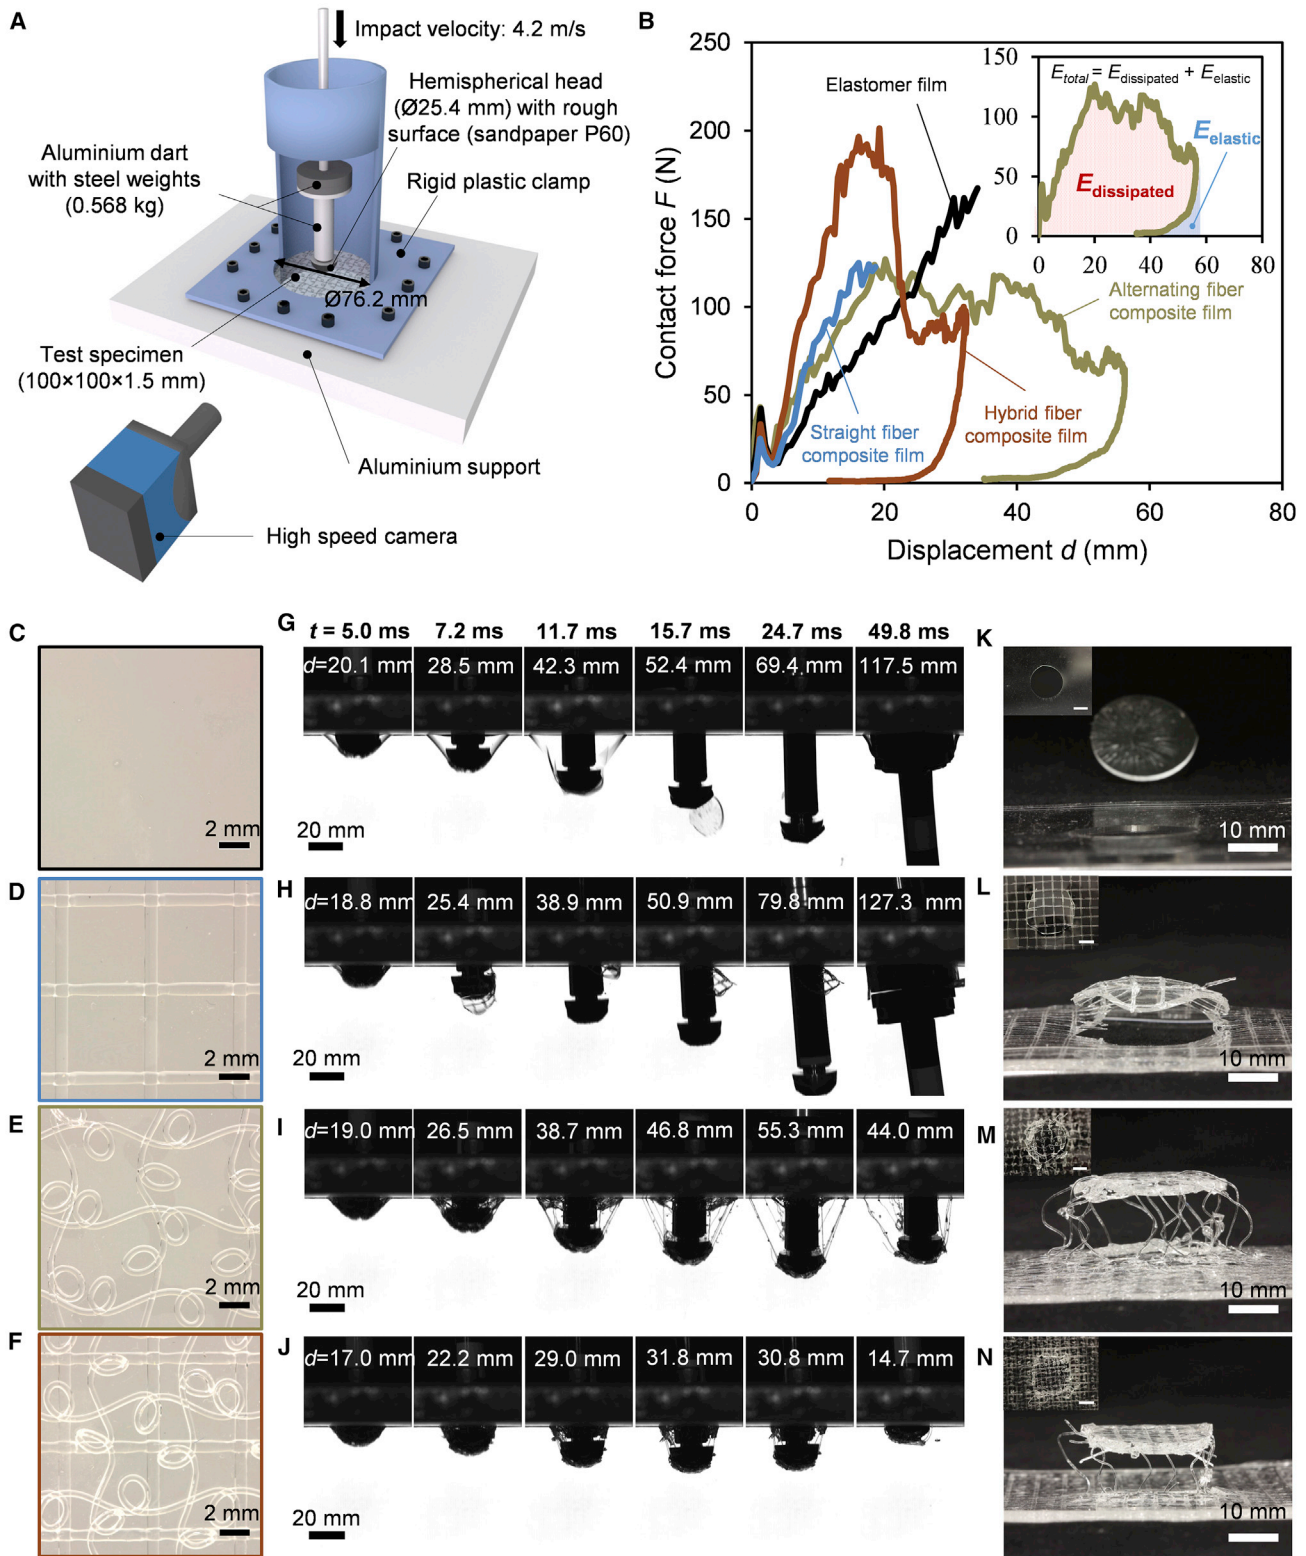 A
Impact velocity: 4.2 m/s
Hemispherical head
(Ø25.4 mm) with rough
surface (sandpaper P60)
Aluminium dart
with steel weights
(0.568 kg)
Rigid plastic clamp
Ø76.2 mm
Test specimen
(100×100×1.5 mm)
Aluminium support
High speed camera
B
Contact force F (N)
250
200
150
100
50
0
0
20
40
60
80
Displacement d (mm)
Elastomer film
Straight fiber
composite film
Hybrid fiber
composite film
Alternating fiber
composite film
150
100
50
0
0
20
40
60
80
Etotal = Edissipated + Eelastic
Eelastic
Edissipated
C
2 mm
D
2 mm
E
2 mm
F
2 mm
G
t = 5.0 ms
7.2 ms
11.7 ms
15.7 ms
24.7 ms
49.8 ms
d=20.1 mm
28.5 mm
42.3 mm
52.4 mm
69.4 mm
117.5 mm
20 mm
H
d=18.8 mm
25.4 mm
38.9 mm
50.9 mm
79.8 mm
127.3 mm
20 mm
I
d=19.0 mm
26.5 mm
38.7 mm
46.8 mm
55.3 mm
44.0 mm
20 mm
J
d=17.0 mm
22.2 mm
29.0 mm
31.8 mm
30.8 mm
14.7 mm
20 mm
K
10 mm
L
10 mm
M
10 mm
N
10 mm